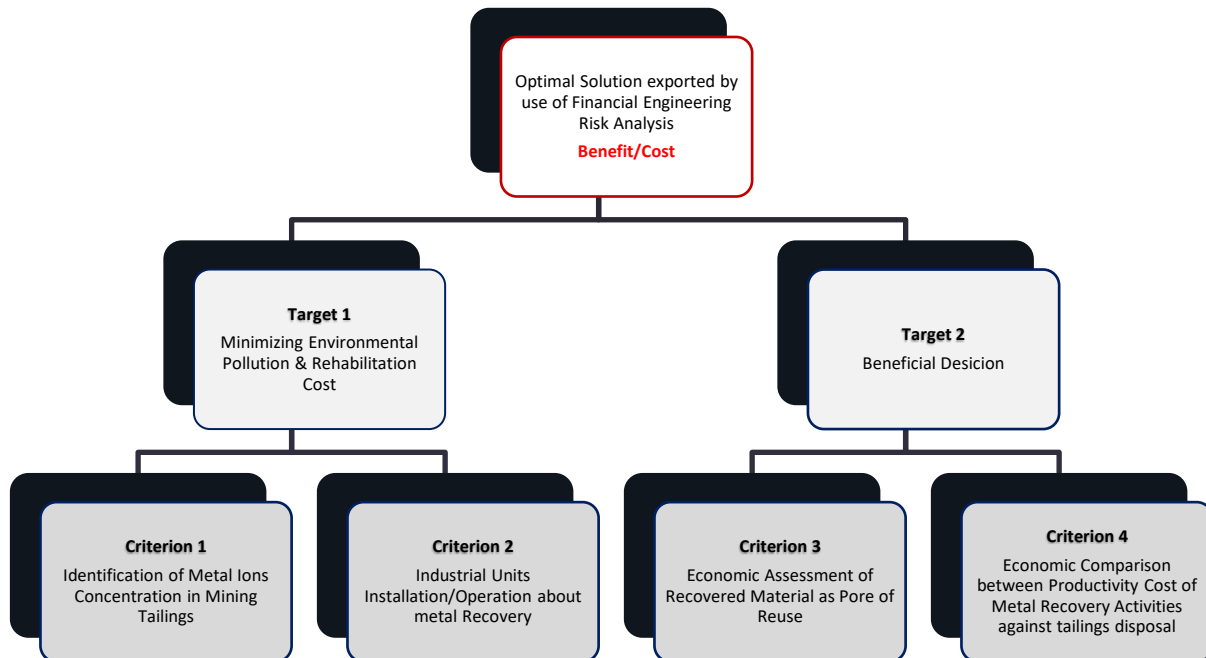 Optimal Solution exported by
use of Financial Engineering
Risk Analysis
Benefit/Cost
Target 1
Minimizing Environmental
Pollution & Rehabilitation
Cost
Target 2
Beneficial Desicion
Criterion 1
Identification of Metal Ions
Concentration in Mining
Tailings
Criterion 2
Industrial Units
Installation/Operation about
metal Recovery
Criterion 3
Economic Assessment of
Recovered Material as Pore of
Reuse
Criterion 4
Economic Comparison
between Productivity Cost of
Metal Recovery Activities
against tailings disposal